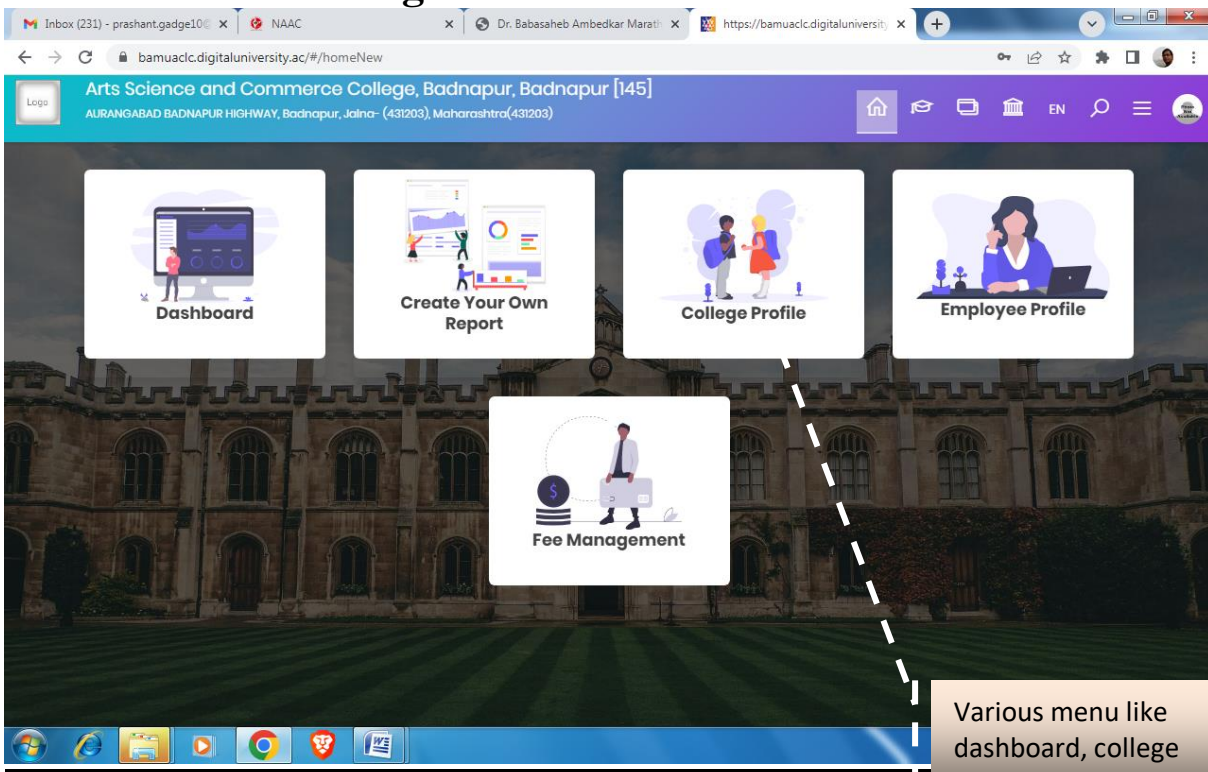 Inbox (231) - prashant.gadge10
NAAC
Dr. Babasaheb Ambedkar Marath
https://bamuaclc.digitaluniversity
bamuaclc.digitaluniversity.ac/#/homeNew
Logo
Arts Science and Commerce College, Badnapur, Badnapur [145]
AURANGABAD BADNAPUR HIGHWAY, Badnapur, Jalna- (431203), Maharashtra(431203)
EN
Dashboard
Create Your Own
Report
College Profile
Employee Profile
Fee Management
Various menu like
dashboard, college